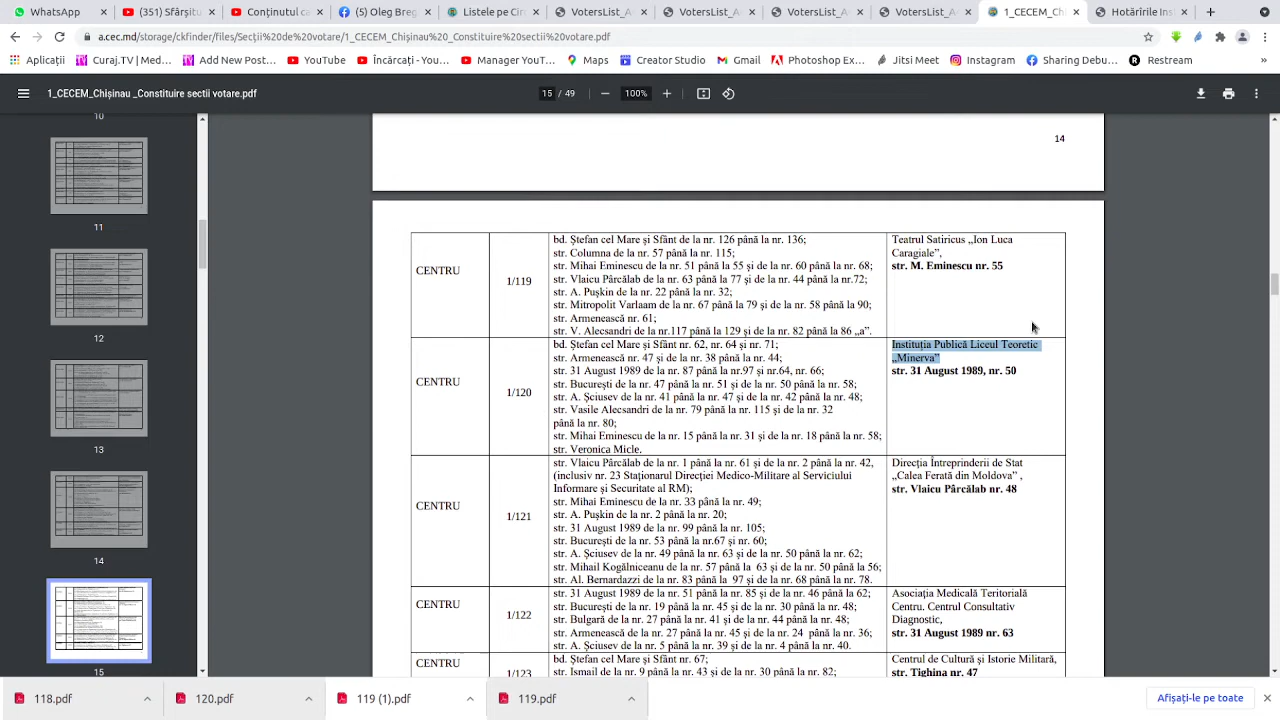 WhatsApp
(351) Sfârșitu
Conținutul ca
(5) Oleg Breg
Listele pe Circ
VotersList_A
VotersList_A
VotersList_A
VotersList_A
1_CECEM_Chi
Hotărîrile Ins
a.cec.md/storage/ckfinder/files/Secții%20de%20votare/1_CECEM_Chișinau%20_Constituire%20sectii%20votare.pdf
Aplicații
Curaj.TV | Med...
Add New Post...
YouTube
Încărcați - You...
Manager YouT...
Maps
Creator Studio
Gmail
Photoshop Ex...
Jitsi Meet
Instagram
Sharing Debu...
Restream
1_CECEM_Chișinau _Constituire sectii votare.pdf
15 / 49
100%
10
11
12
13
14
15
14
CENTRU
1/119
bd. Ștefan cel Mare și Sfânt de la nr. 126 până la nr. 136;
str. Columna de la nr. 57 până la nr. 115;
str. Mihai Eminescu de la nr. 51 până la 55 și de la nr. 60 până la nr. 68;
str. Vlaicu Pârcălab de la nr. 63 până la 77 și de la nr. 44 până la nr.72;
str. A. Pușkin de la nr. 22 până la nr. 32;
str. Mitropolit Varlaam de la nr. 67 până la 79 și de la nr. 58 până la 90;
str. Armenească nr. 61;
str. V. Alecsandri de la nr.117 până la 129 și de la nr. 82 până la 86 „a”.
Teatrul Satiricus „Ion Luca
Caragiale”,
str. M. Eminescu nr. 55
CENTRU
1/120
bd. Ștefan cel Mare și Sfânt nr. 62, nr. 64 și nr. 71;
str. Armenească nr. 47 și de la nr. 38 până la nr. 44;
str. 31 August 1989 de la nr. 87 până la nr.97 și nr.64, nr. 66;
str. București de la nr. 47 până la nr. 51 și de la nr. 50 până la nr. 58;
str. A. Șciusev de la nr. 41 până la nr. 47 și de la nr. 42 până la nr. 48;
str. Vasile Alecsandri de la nr. 79 până la nr. 115 și de la nr. 32
până la nr. 80;
str. Mihai Eminescu de la nr. 15 până la nr. 31 și de la nr. 18 până la nr. 58;
str. Veronica Micle.
Instituția Publică Liceul Teoretic
„Minerva”
str. 31 August 1989, nr. 50
CENTRU
1/121
str. Vlaicu Pârcălab de la nr. 1 până la nr. 61 și de la nr. 2 până la nr. 42,
(inclusiv nr. 23 Staționarul Direcției Medico-Militare al Serviciului
Informare și Securitate al RM);
str. Mihai Eminescu de la nr. 33 până la nr. 49;
str. A. Pușkin de la nr. 2 până la nr. 20;
str. 31 August 1989 de la nr. 99 până la nr. 105;
str. București de la nr. 53 până la nr.67 și nr. 60;
str. A. Șciusev de la nr. 49 până la nr. 63 și de la nr. 50 până la nr. 62;
str. Mihail Kogălniceanu de la nr. 57 până la  63 și de la nr. 50 până la nr. 56;
str. Al. Bernardazzi de la nr. 83 până la  97 și de la nr. 68 până la nr. 78.
Direcția Întreprinderii de Stat
„Calea Ferată din Moldova” ,
str. Vlaicu Pârcălab nr. 48
CENTRU
1/122
str. 31 August 1989 de la nr. 51 până la nr. 85 și de la nr. 46 până la nr. 62;
str. București de la nr. 19 până la nr. 45 și de la nr. 30 până la nr. 48;
str. Bulgară de la nr. 27 până la nr. 41 și de la nr. 44 până la nr. 48;
str. Armenească de la nr. 27 până la nr. 45 și de la nr. 24  până la nr. 36;
str. A. Șciusev de la nr. 5 până la nr. 39 și de la nr. 4 până la nr. 40.
Asociația Medicală Teritorială
Centru. Centrul Consultativ
Diagnostic,
str. 31 August 1989 nr. 63
CENTRU
1/123
bd. Ștefan cel Mare și Sfânt nr. 67;
str. Ismail de la nr. 9 până la nr. 43 și de la nr. 30 până la nr. 82;
Centrul de Cultură și Istorie Militară,
str. Tighina nr. 47
118.pdf
120.pdf
119 (1).pdf
119.pdf
Afișați-le pe toate